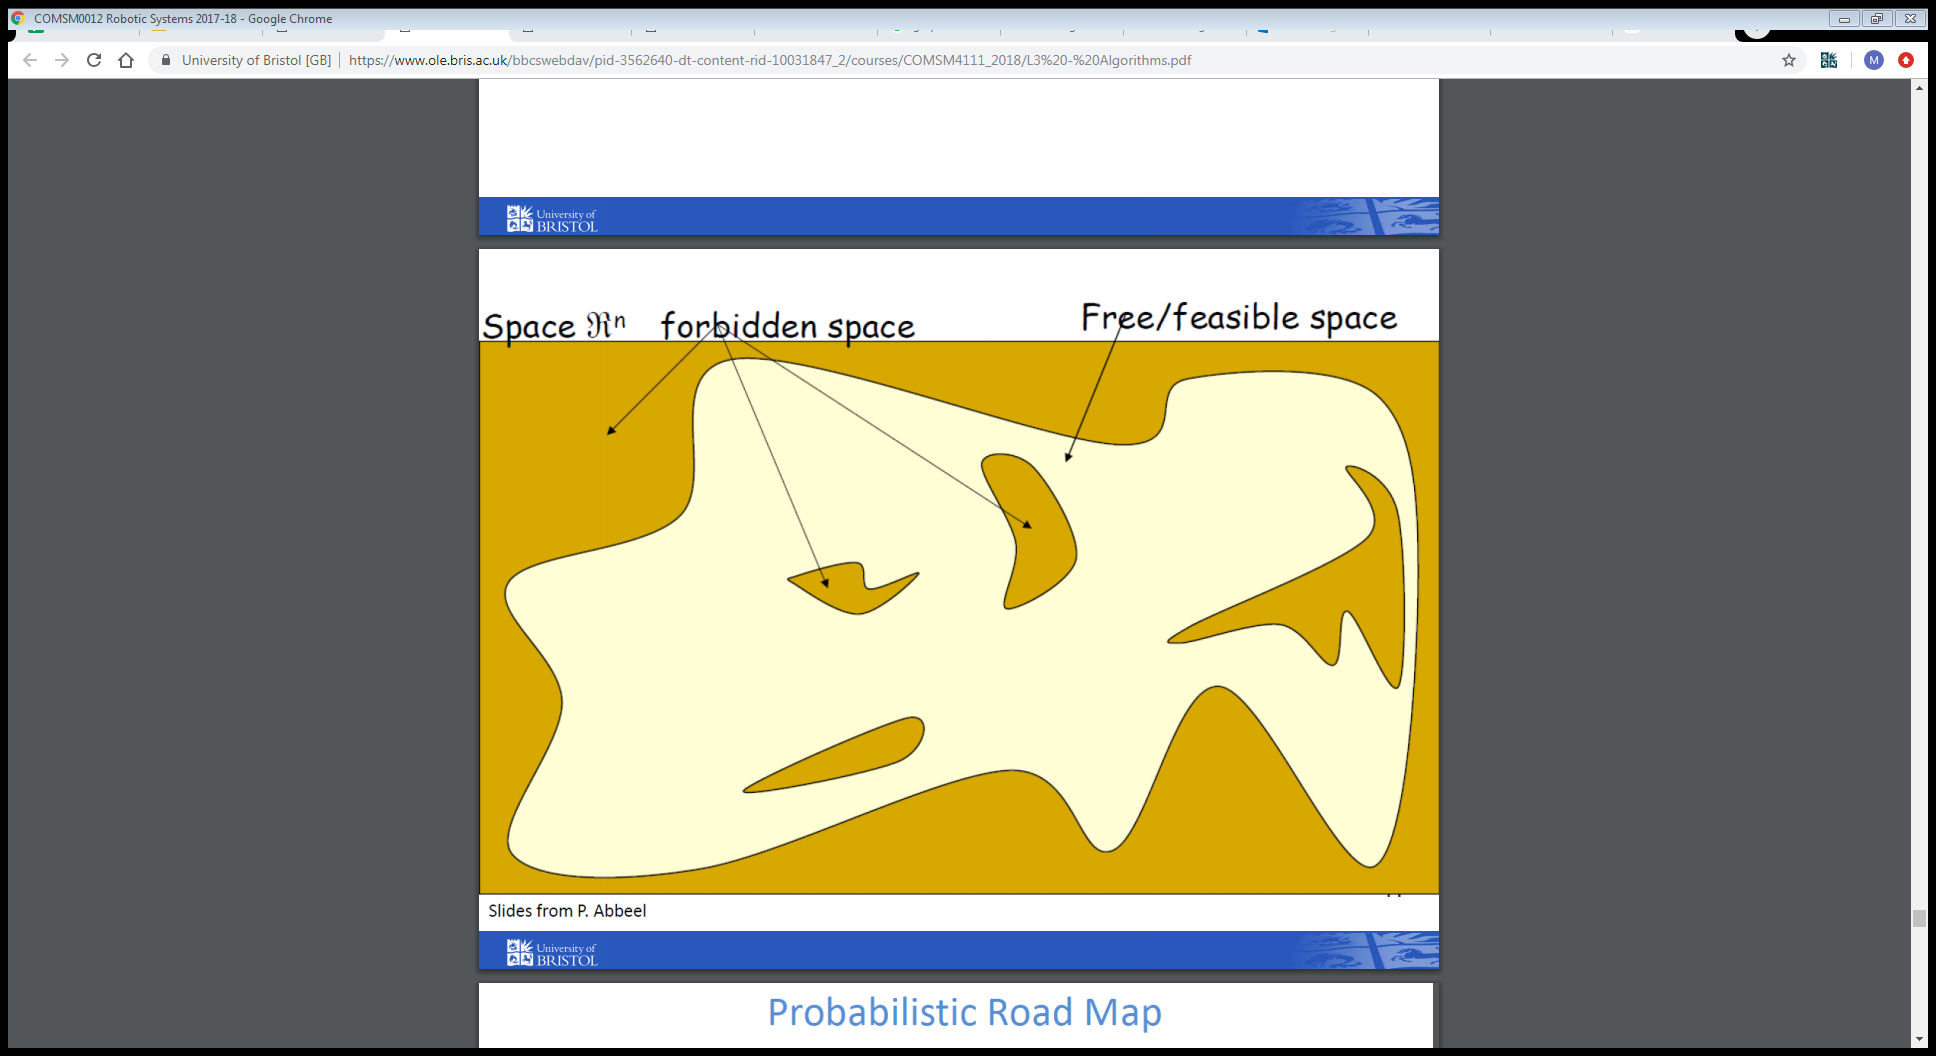 COMSM0012 Robotic Systems 2017-18 - Google Chrome
University of Bristol [GB] | https://www.ole.bris.ac.uk/bbcswebdav/pid-3562640-dt-content-rid-10031847_2/courses/COMSM4111_2018/L3%20-%20Algorithms.pdf
M
University of
BRISTOL
Space ℜⁿ forbidden space Free/feasible space
Slides from P. Abbeel
University of
BRISTOL
Probabilistic Road Map